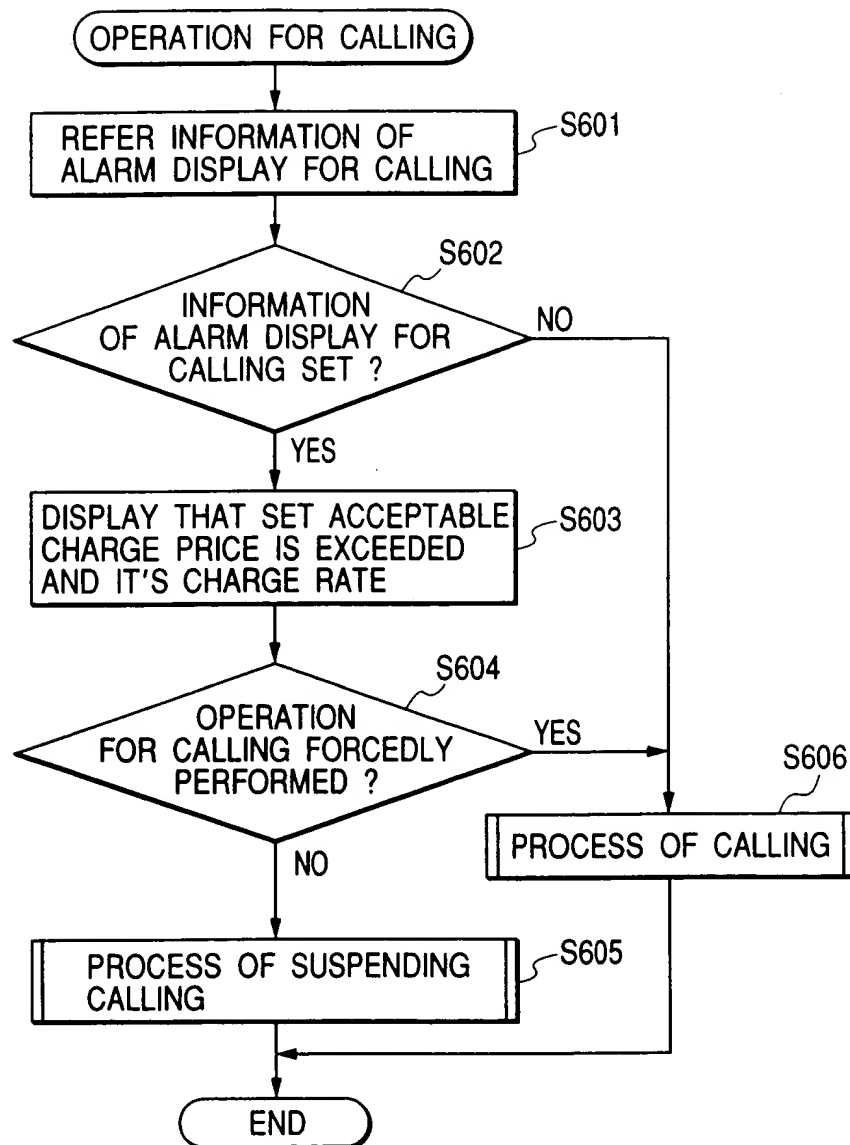 OPERATION FOR CALLING
REFER INFORMATION OF
ALARM DISPLAY FOR CALLING
S601
S602
INFORMATION
OF ALARM DISPLAY FOR
CALLING SET ?
NO
YES
DISPLAY THAT SET ACCEPTABLE
CHARGE PRICE IS EXCEEDED
AND IT'S CHARGE RATE
S603
S604
OPERATION
FOR CALLING FORCEDLY
PERFORMED ?
YES
NO
S606
PROCESS OF CALLING
PROCESS OF SUSPENDING
CALLING
S605
END